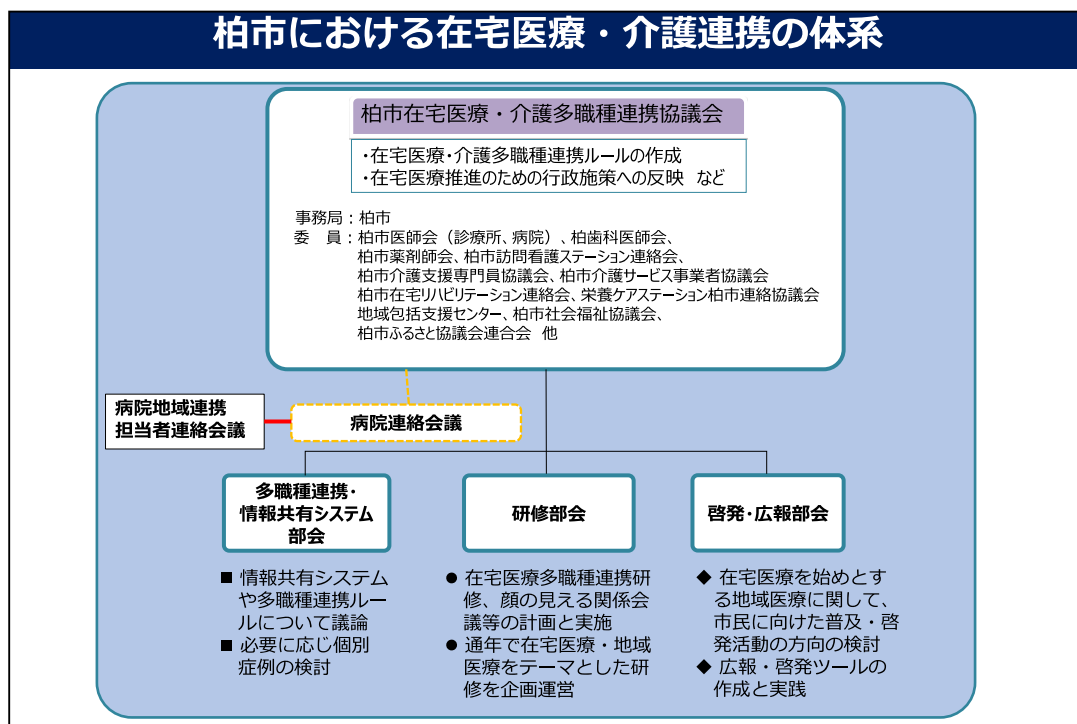 柏市における在宅医療・介護連携の体系
柏市在宅医療・介護多職種連携協議会
・在宅医療・介護多職種連携ルールの作成
・在宅医療推進のための行政施策への反映 など
事務局：柏市
委　員：柏市医師会（診療所、病院）、柏歯科医師会、
柏市薬剤師会、柏市訪問看護ステーション連絡会、
柏市介護支援専門員協議会、柏市介護サービス事業者協議会
柏市在宅リハビリテーション連絡会、栄養ケアステーション柏市連絡協議会
地域包括支援センター、柏市社会福祉協議会、
柏市ふるさと協議会連合会 他
病院地域連携
担当者連絡会議
病院連絡会議
多職種連携・
情報共有システム
部会
■ 情報共有システム
や多職種連携ルー
ルについて議論
■ 必要に応じ個別
症例の検討
研修部会
● 在宅医療多職種連携研
修、顔の見える関係会
議等の計画と実施
● 通年で在宅医療・地域
医療をテーマとした研
修を企画運営
啓発・広報部会
◆ 在宅医療を始めとす
る地域医療に関して、
市民に向けた普及・啓
発活動の方向の検討
◆ 広報・啓発ツールの
作成と実践